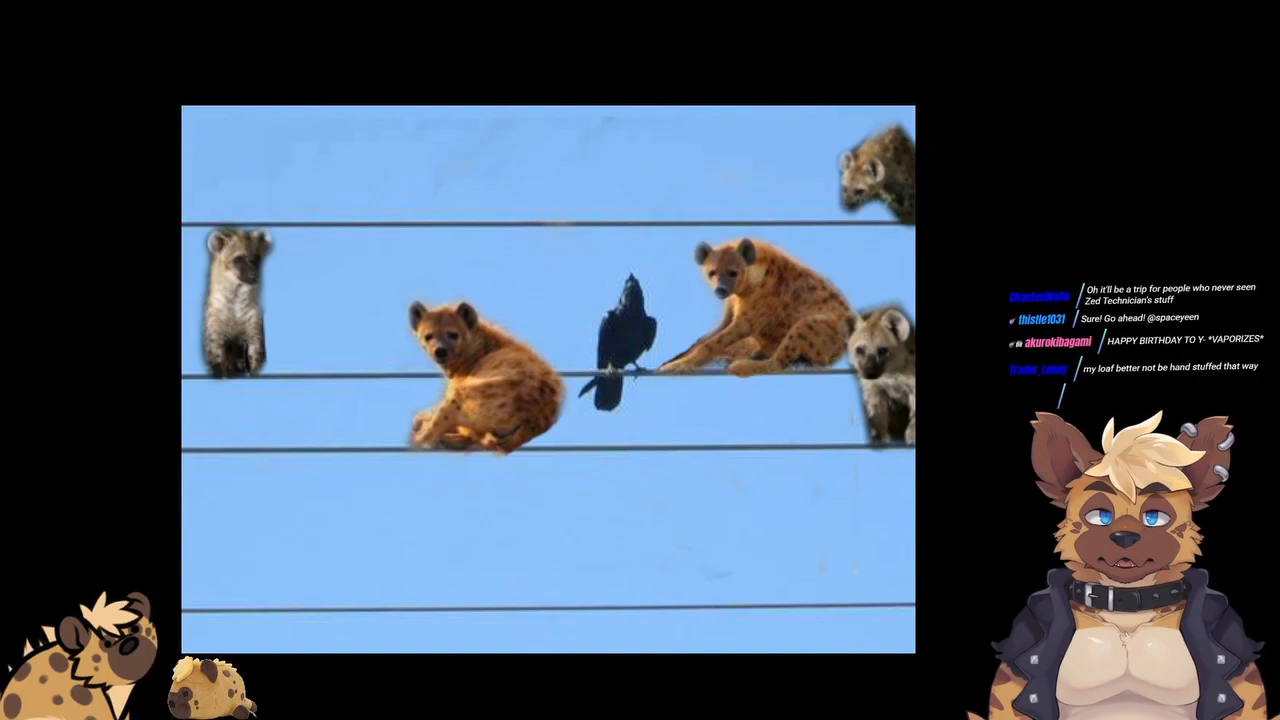 Oh it'll be a trip for people who never seen
Zed Technician's stuff
thistle1031 Sure! Go ahead! @spaceyeen
akurokibagami HAPPY BIRTHDAY TO Y- *VAPORIZES*
Trader_Lenny my loaf better not be hand stuffed that way